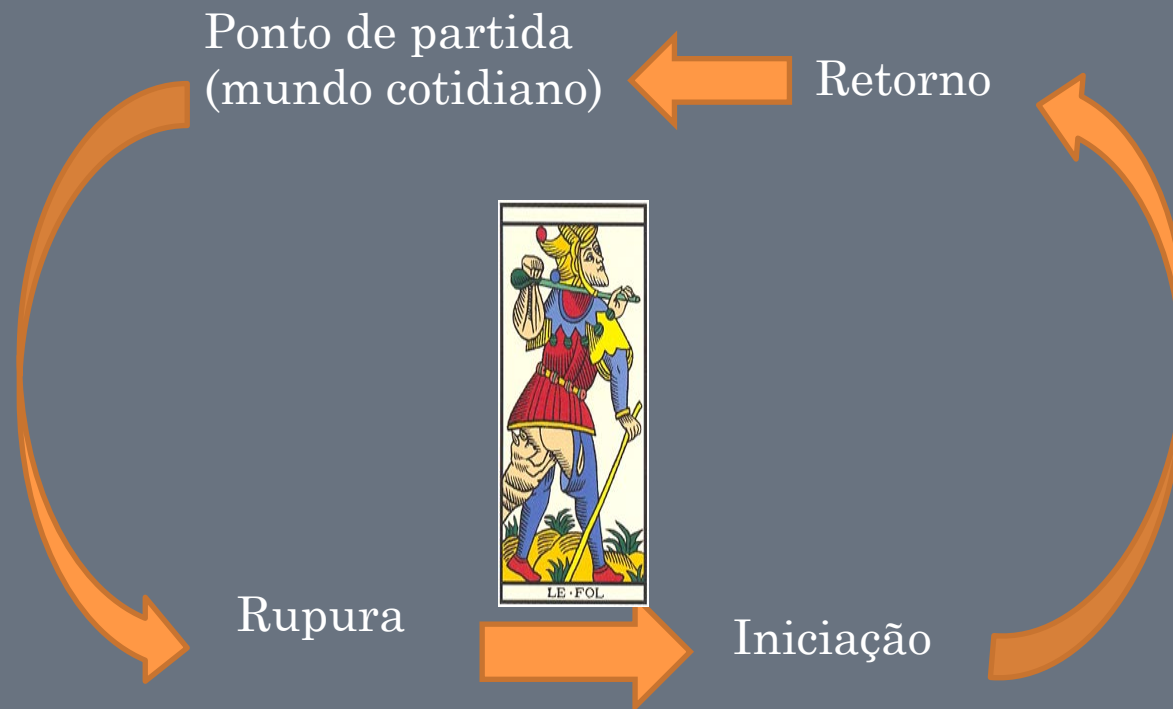 Ponto de partida
(mundo cotidiano)
Retorno
LE·FOL
Rupura
Iniciação